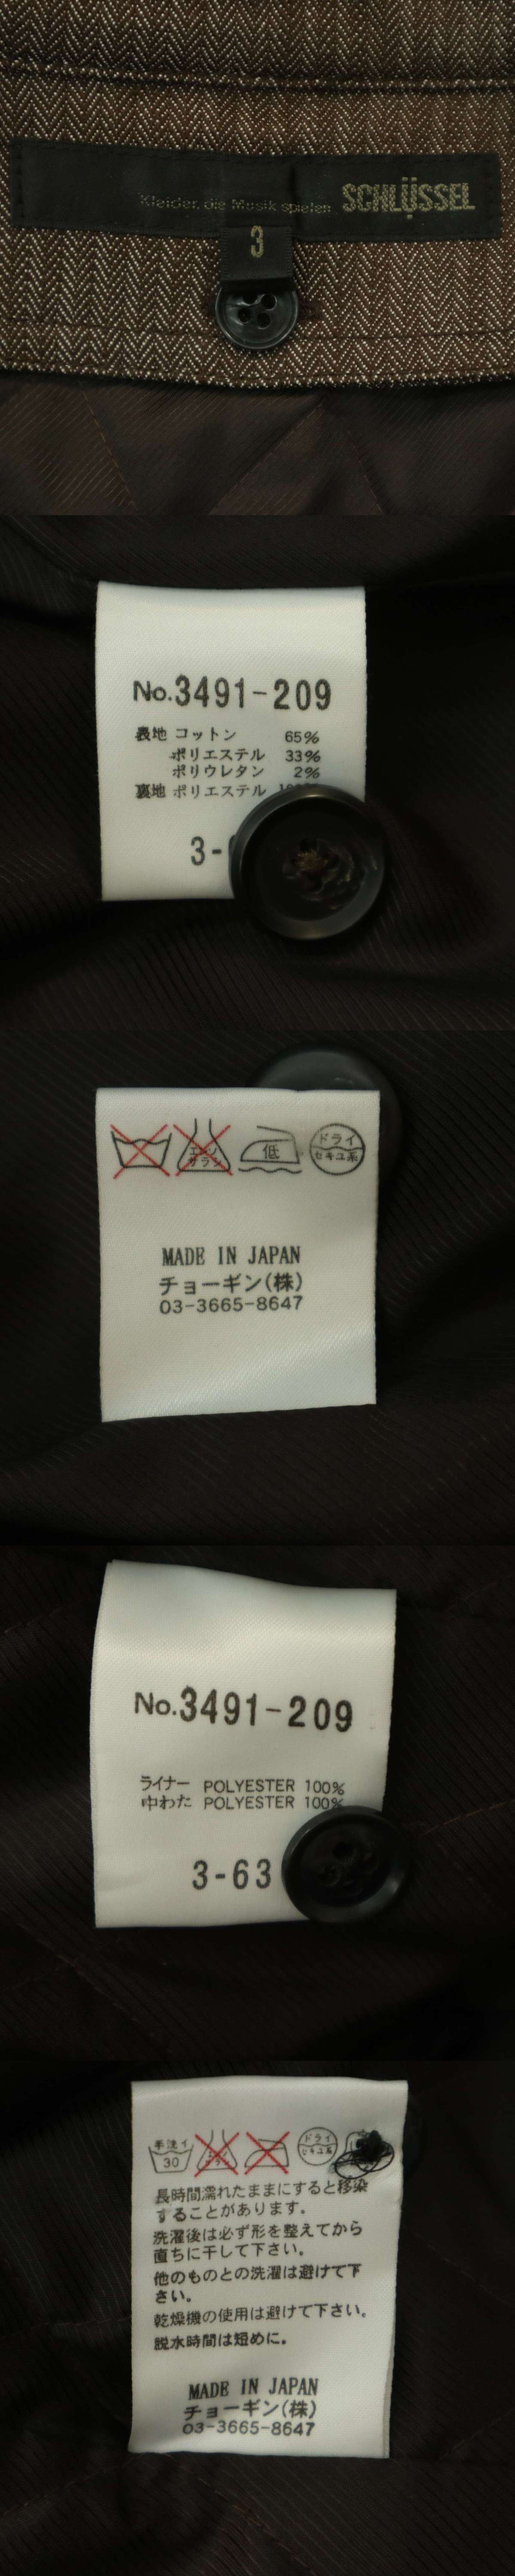 Kleider, die Musik spielen SCHLÜSSEL
3
No.3491-209
表地 コットン 65%
ポリエステル 33%
ポリウレタン 2%
裏地 ポリエステル
3-
エンソ
サラシ
低
ドライ
セキユ系
MADE IN JAPAN
チョーギン(株)
03-3665-8647
No.3491-209
ライナー POLYESTER 100%
中わた POLYESTER 100%
3-63
手洗イ
30
ドライ
セキユ系
長時間濡れたままにすると移染
することがあります。
洗濯後は必ず形を整えてから
直ちに干して下さい。
他のものとの洗濯は避けて下
さい。
乾燥機の使用は避けて下さい。
脱水時間は短めに。
MADE IN JAPAN
チョーギン(株)
03-3665-8647